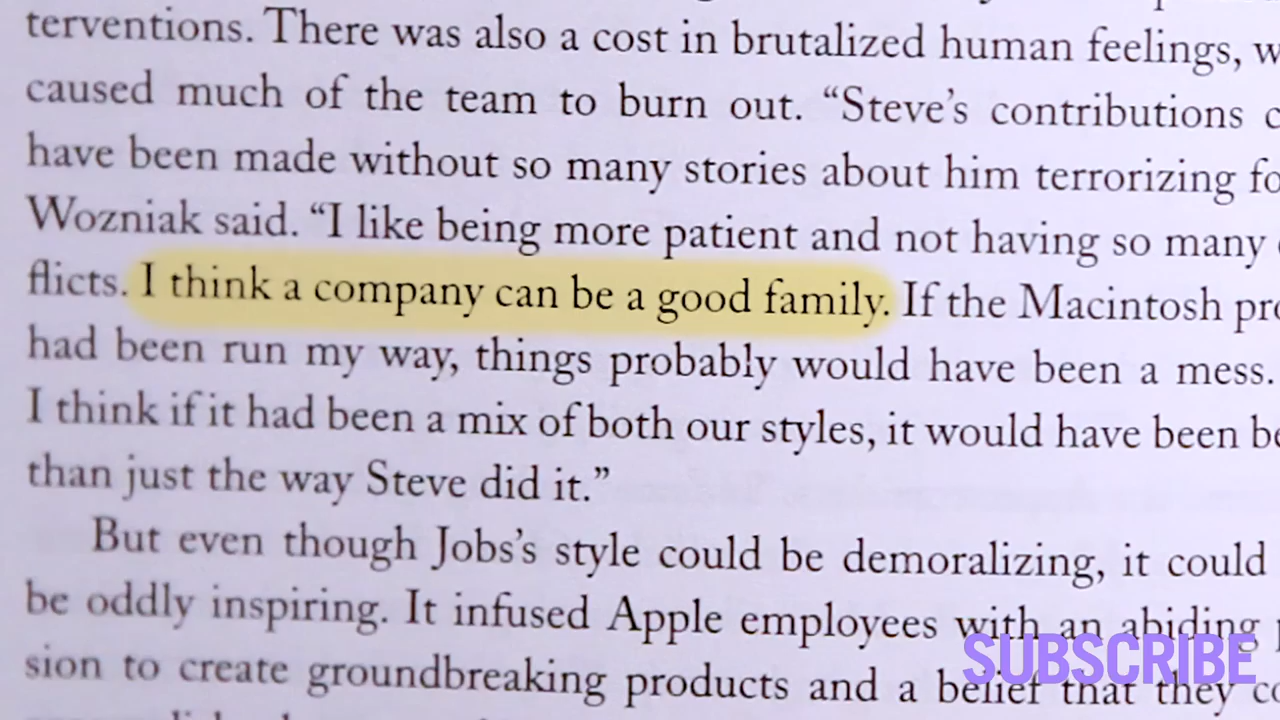 terventions. There was also a cost in brutalized human feelings,
caused much of the team to burn out. “Steve’s contributions
have been made without so many stories about him terrorizing
Wozniak said. “I like being more patient and not having so many
flicts. I think a company can be a good family. If the Macintosh
had been run my way, things probably would have been a mess.
I think if it had been a mix of both our styles, it would have been
than just the way Steve did it.”
But even though Jobs’s style could be demoralizing, it could
be oddly inspiring. It infused Apple employees with an abiding
sion to create groundbreaking products and a belief that they
SUBSCRIBE